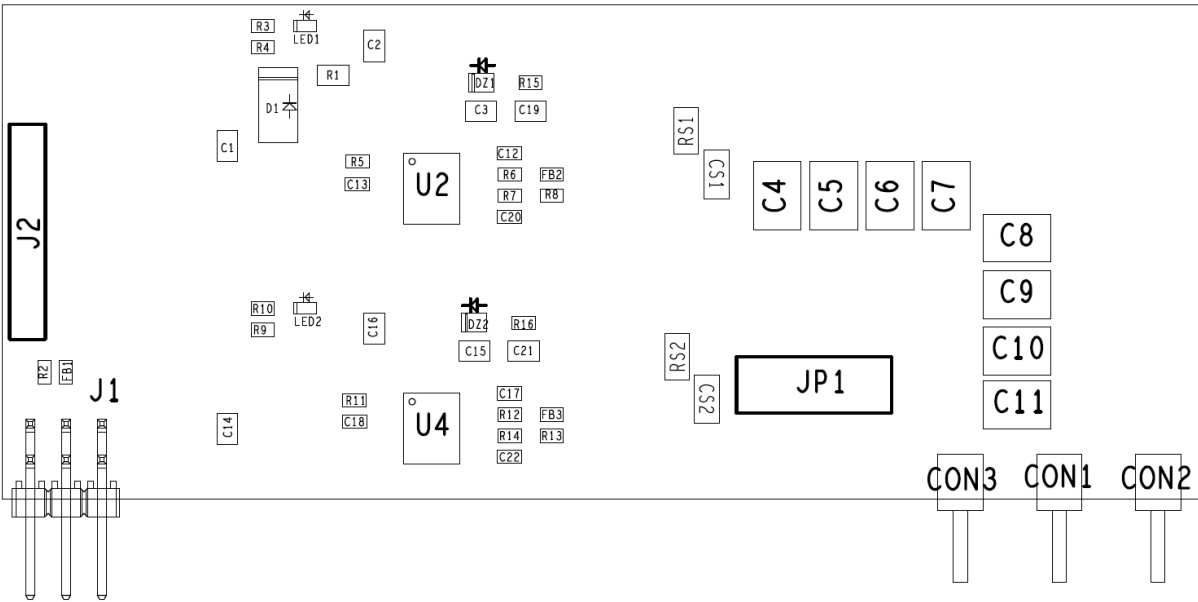 R3
R4
LED1
C2
R1
D1
C1
R5
C13
U2
DZ1
R15
C3
C19
C12
R6
FB2
R7
R8
C20
RS1
CS1
C4
C5
C6
C7
C8
C9
C10
C11
J2
R10
R9
LED2
C16
DZ2
R16
C15
C21
RS2
CS2
JP1
R2
FB1
J1
C14
R11
C18
U4
C17
R12
FB3
R14
R13
C22
CON3
CON1
CON2